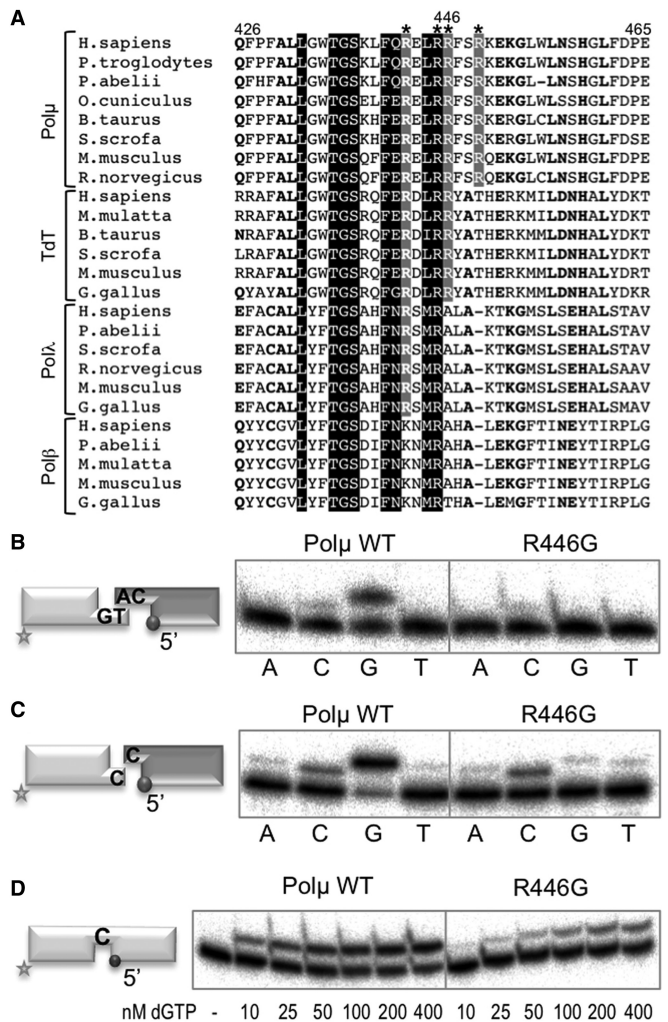 A
426 446 465
* ** *
Polμ
H.sapiens QFPFALLGWTGSKLFQRELRRFSRKEKGLWLNSHGLFDPE
P.troglodytes QFPFALLGWTGSKLFQRELRRFSRKEKGLWLNSHGLFDPE
P.abelii QFHFALLGWTGSKLFQRELRRFSRKEKGL-LNSHGLFDPE
O.cuniculus QFPFALLGWTGSKHFERELRRFSRKEKGLWLSSHGLFDPE
B.taurus QFPFALLGWTGSKHFERELRRFSRKERGLCLNSHGLFDPE
S.scrofa QFPFALLGWTGSKHFERELRRFSRKERGLWLNSHGLFDSE
M.musculus QFPFALLGWTGSQFFERELRRFSRQEKGLWLNSHGLFDPE
R.norvegicus QFPFALLGWTGSQFFERELRRFSRQEKGLCLNSHGLFDPE
TdT
H.sapiens RRAFALLGWTGSRQFERDLRRYATHERKMILDNHALYDKT
M.mulatta RRAFALLGWTGSRQFERDLRRYATHERKMILDNHALYDKT
B.taurus NRAFALLGWTGSRQFERDLRRYATHERKMMLDNHALYDKT
S.scrofa LRAFALLGWTGSRQFERDLRRYATHERKMILDNHALYDKT
M.musculus RRAFALLGWTGSRQFERDLRRYATHERKMMLDNHALYDRT
G.gallus QYAYALLGWTGSRQFGRDLRRYATHERKMMLDNHALYDKR
Polλ
H.sapiens EFACALLYFTGSAHFNRSMRALA-KTKGMSLSEHALSTAV
P.abelii EFACALLYFTGSAHFNRSMRALA-KTKGMSLSEHALSTAV
S.scrofa EFACALLYFTGSAHFNRSMRALA-KTKGMSLSEHALSTAV
R.norvegicus EFACALLYFTGSAHFNRSMRALA-KTKGMSLSEHALSAAV
M.musculus EFACALLYFTGSAHFNRSMRALA-KTKGMSLSEHALSAAV
G.gallus EFACALLYFTGSAHFNRSMRALA-KTKGMSLSEHALSMAV
Polβ
H.sapiens QYYCGVLYFTGSDIFNKNMRAHA-LEKGFTINEYTIRPLG
P.abelii QYYCGVLYFTGSDIFNKNMRAHA-LEKGFTINEYTIRPLG
M.mulatta QYYCGVLYFTGSDIFNKNMRAHA-LEKGFTINEYTIRPLG
M.musculus QYYCGVLYFTGSDIFNKNMRAHA-LEKGFTINEYTIRPLG
G.gallus QYYCGVLYFTGSDIFNKNMRTHA-LEMGFTINEYTIRPLG
B
Polμ WT R446G
AC
GT
5’
A C G T A C G T
C
Polμ WT R446G
C
C
5’
A C G T A C G T
D
Polμ WT R446G
C
5’
nM dGTP - 10 25 50 100 200 400 10 25 50 100 200 400